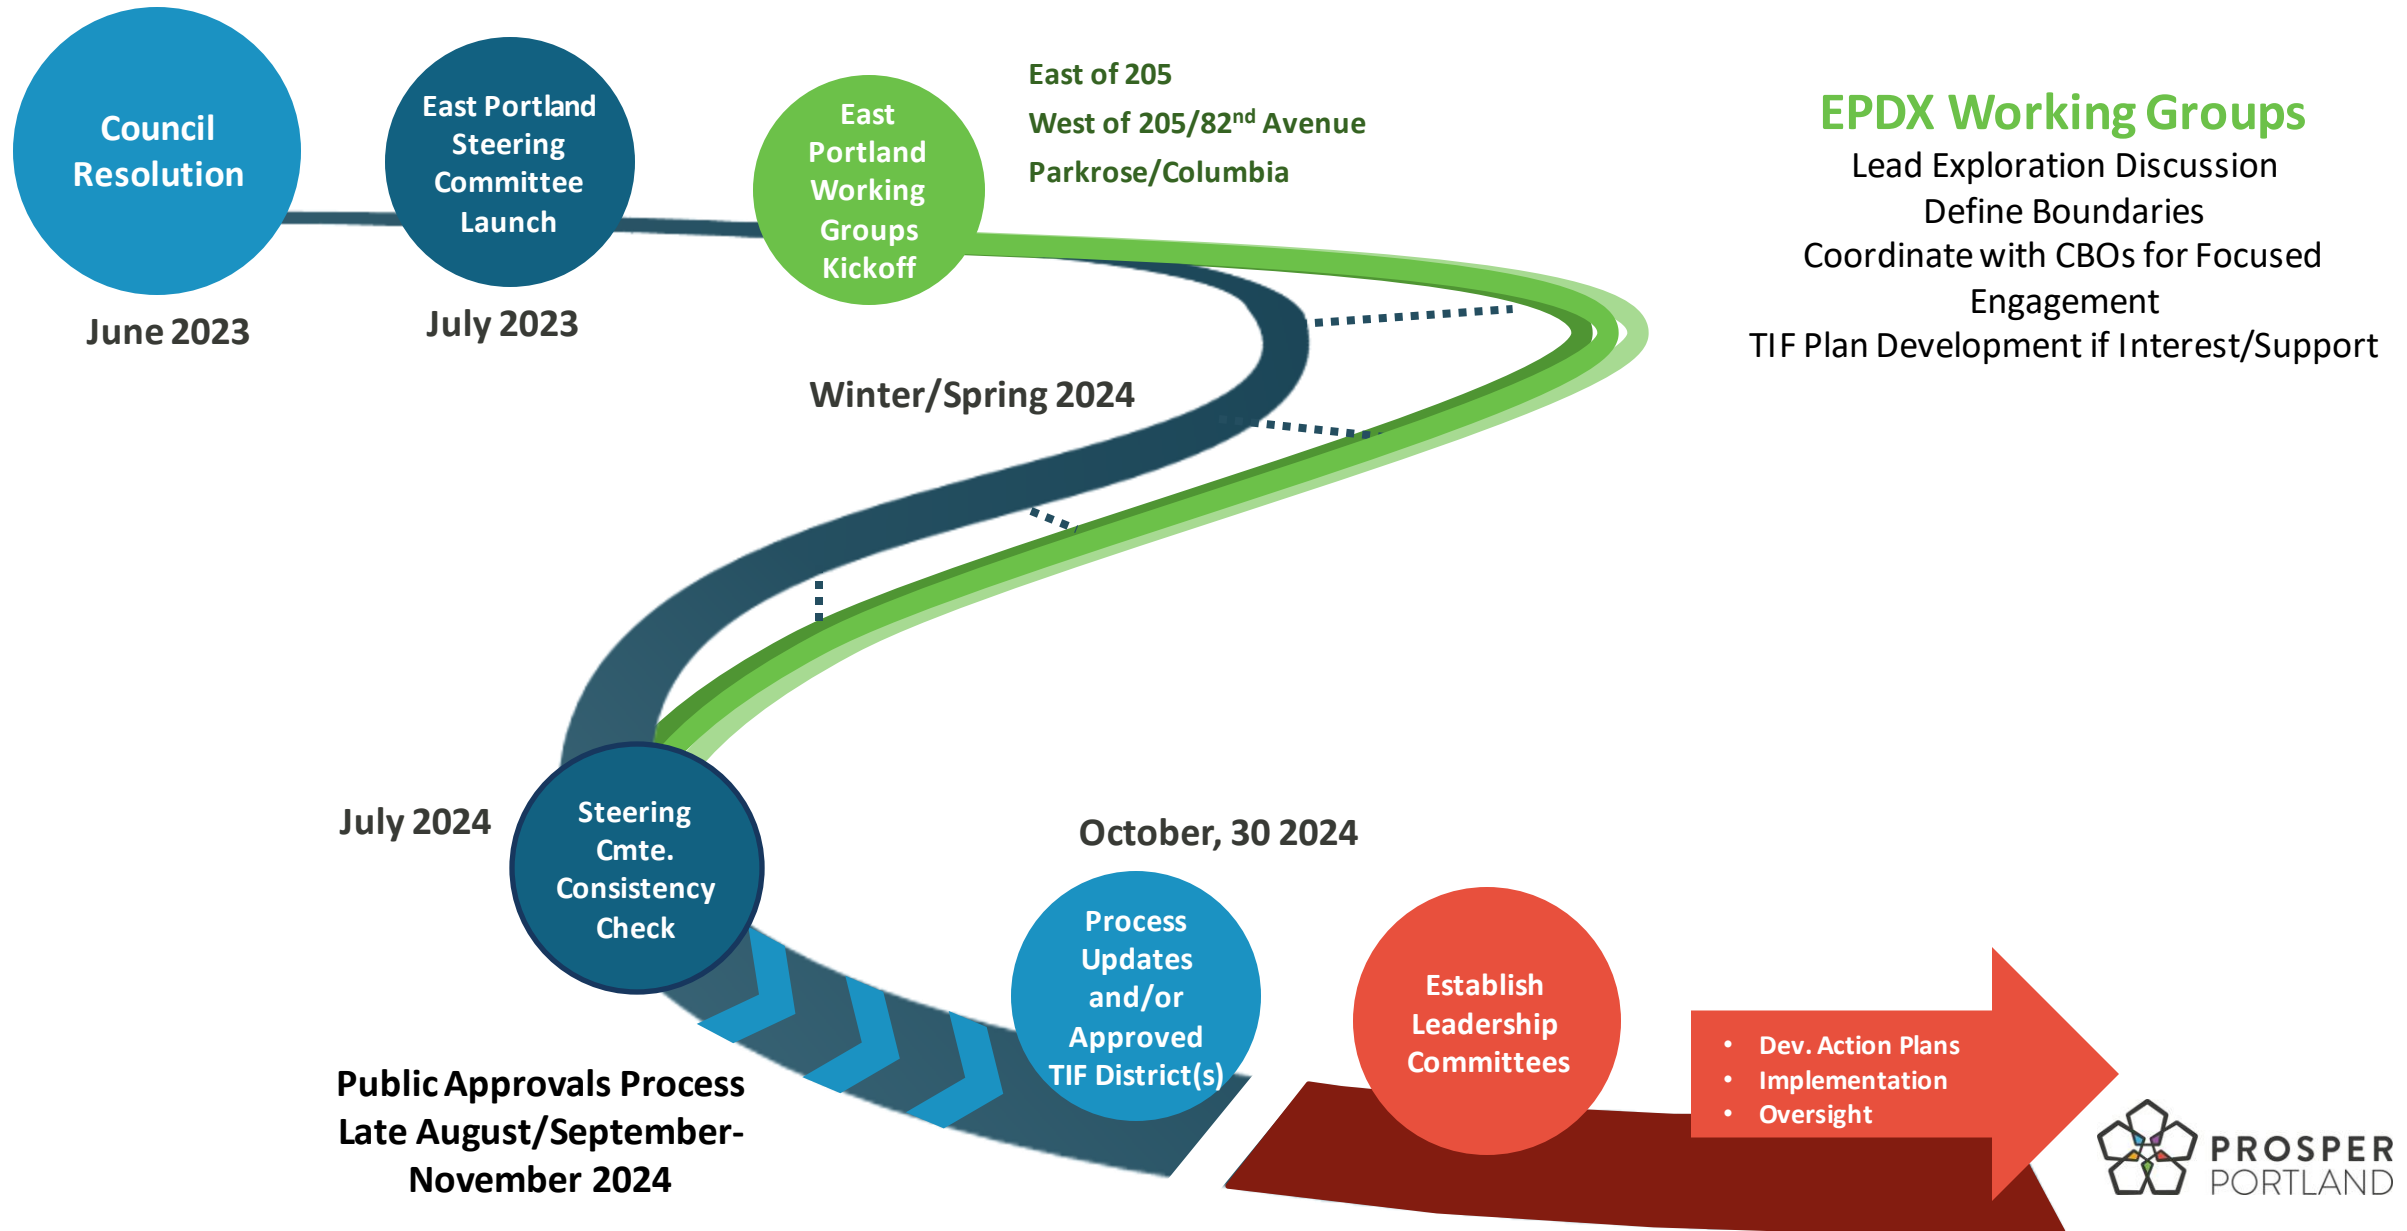 Council
Resolution
June 2023
East Portland
Steering
Committee
Launch
July 2023
East
Portland
Working
Groups
Kickoff
East of 205
West of 205/82nd Avenue
Parkrose/Columbia
EPDX Working Groups
Lead Exploration Discussion
Define Boundaries
Coordinate with CBOs for Focused
Engagement
TIF Plan Development if Interest/Support
Winter/Spring 2024
July 2024
Steering
Cmte.
Consistency
Check
Public Approvals Process
Late August/September-
November 2024
October, 30 2024
Process
Updates
and/or
Approved
TIF District(s)
Establish
Leadership
Committees
• Dev. Action Plans
• Implementation
• Oversight
PROSPER
PORTLAND